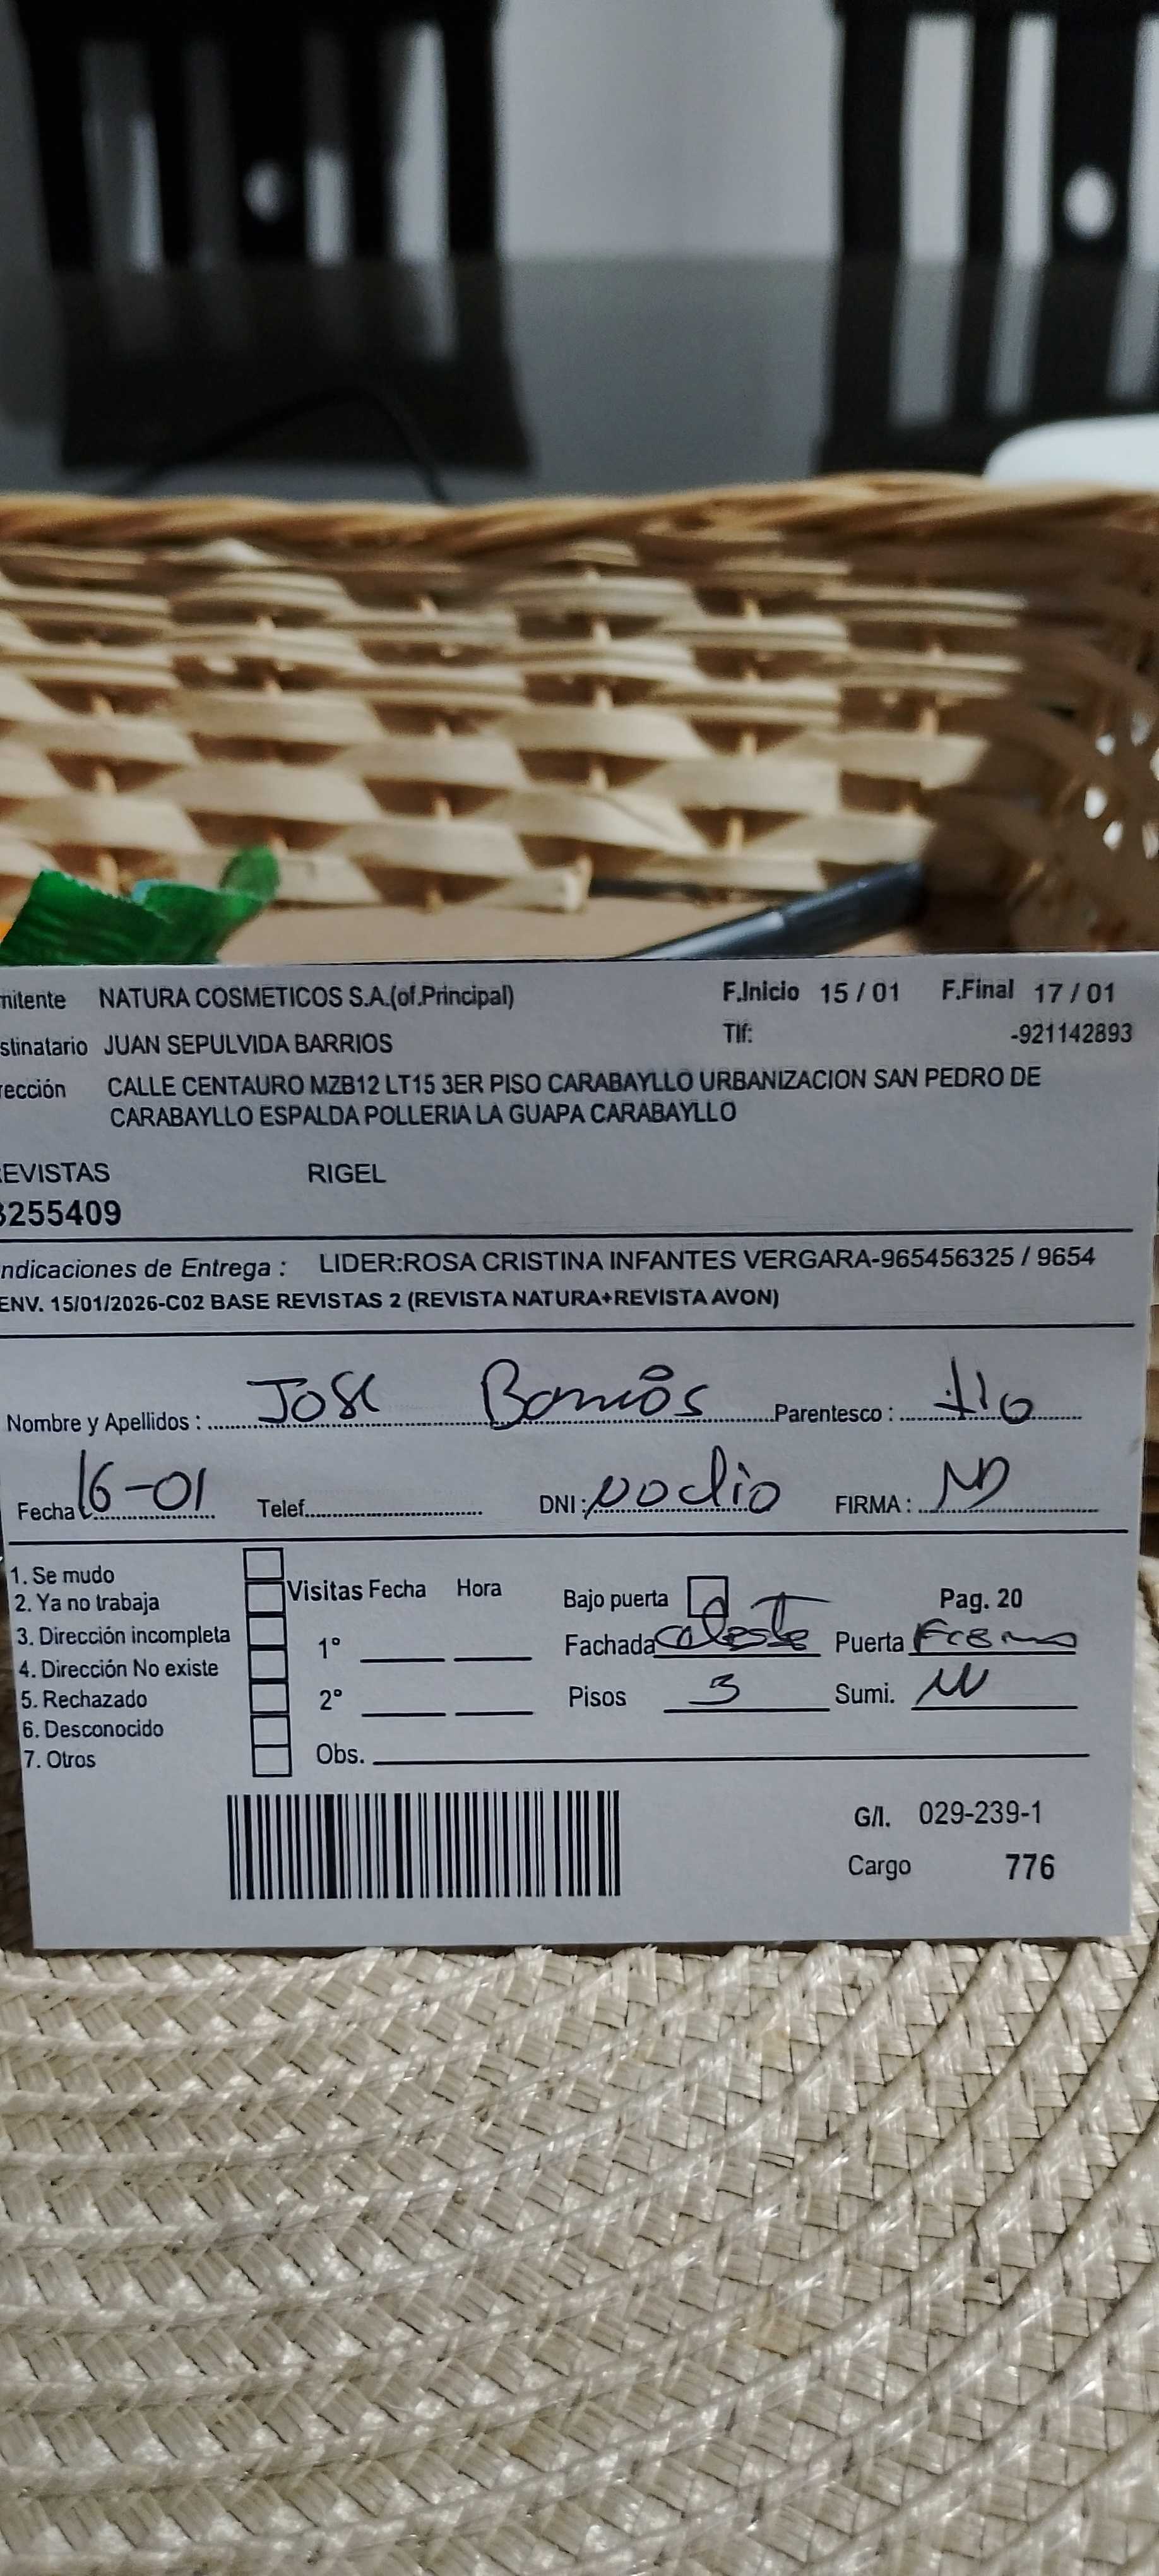 mitente NATURA COSMETICOS S.A.(of.Principal) F.Inicio 15 / 01 F.Final 17 / 01
stinatario JUAN SEPULVIDA BARRIOS Tlf: -921142893
rección CALLE CENTAURO MZB12 LT15 3ER PISO CARABAYLLO URBANIZACION SAN PEDRO DE
CARABAYLLO ESPALDA POLLERIA LA GUAPA CARABAYLLO
REVISTAS RIGEL
3255409
ndicaciones de Entrega : LIDER:ROSA CRISTINA INFANTES VERGARA-965456325 / 9654
ENV. 15/01/2026-C02 BASE REVISTAS 2 (REVISTA NATURA+REVISTA AVON)
Nombre y Apellidos : Jose Barrios Parentesco : tio
Fecha 16-01 Telef. DNI : no dio FIRMA :
1. Se mudo
2. Ya no trabaja Visitas Fecha Hora Bajo puerta Pag. 20
3. Dirección incompleta 1° Fachada Celeste Puerta
4. Dirección No existe
5. Rechazado 2° Pisos 3 Sumi.
6. Desconocido
7. Otros Obs.
G/l. 029-239-1
Cargo 776